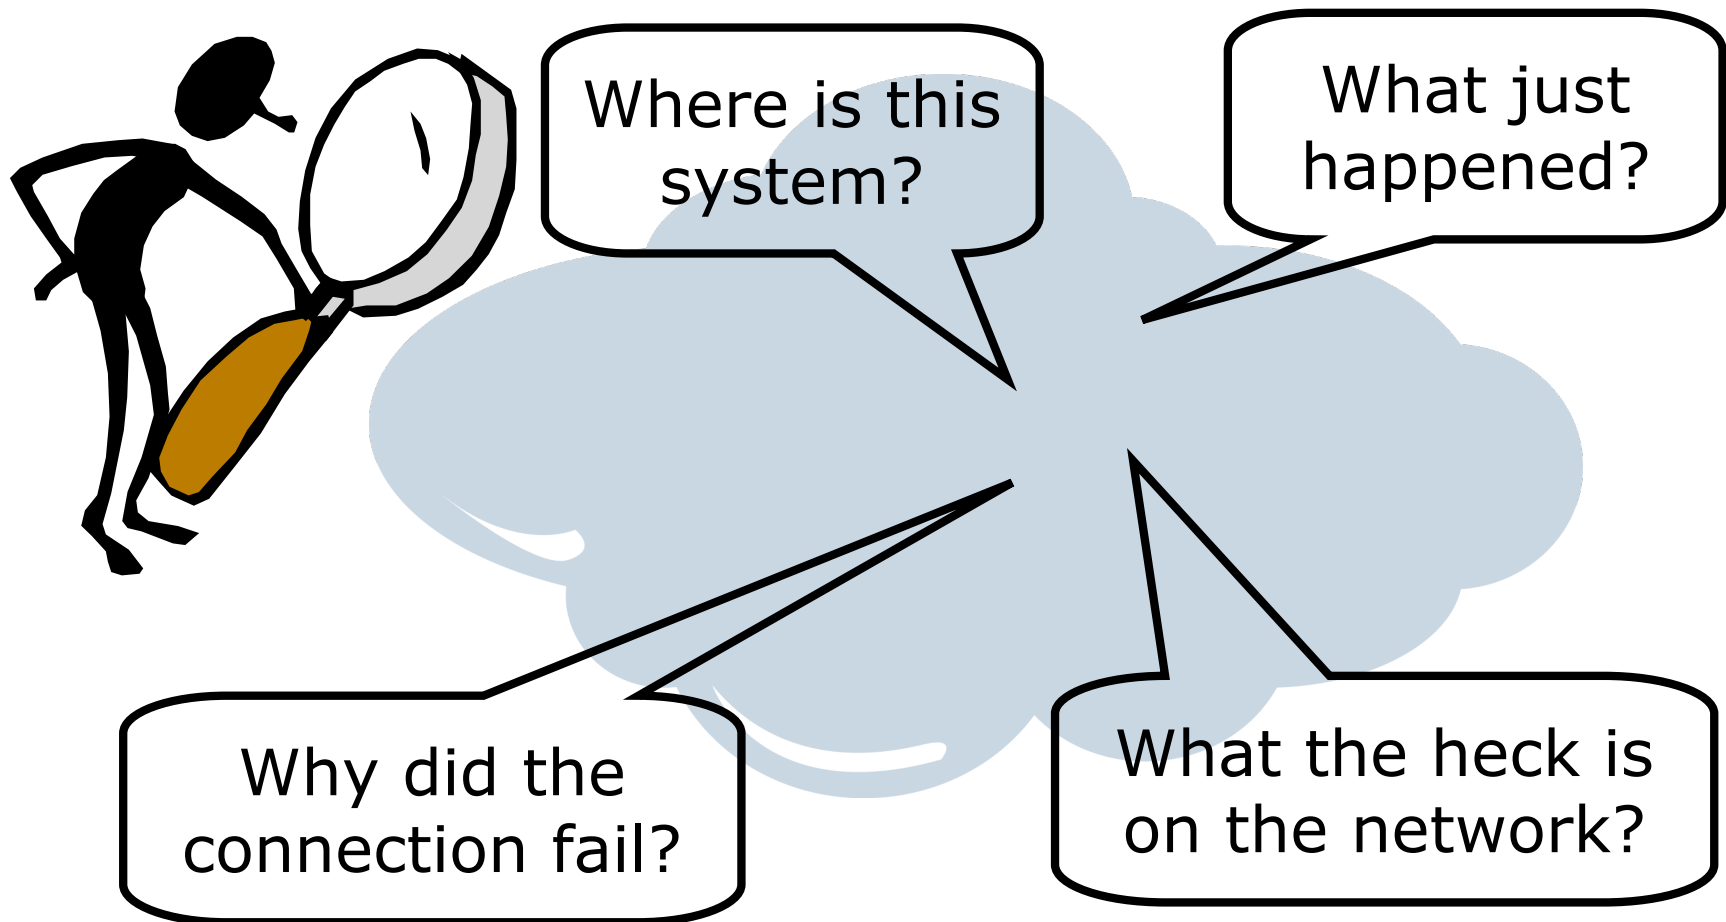 Where is this
system?
What just
happened?
Why did the
connection fail?
What the heck is
on the network?